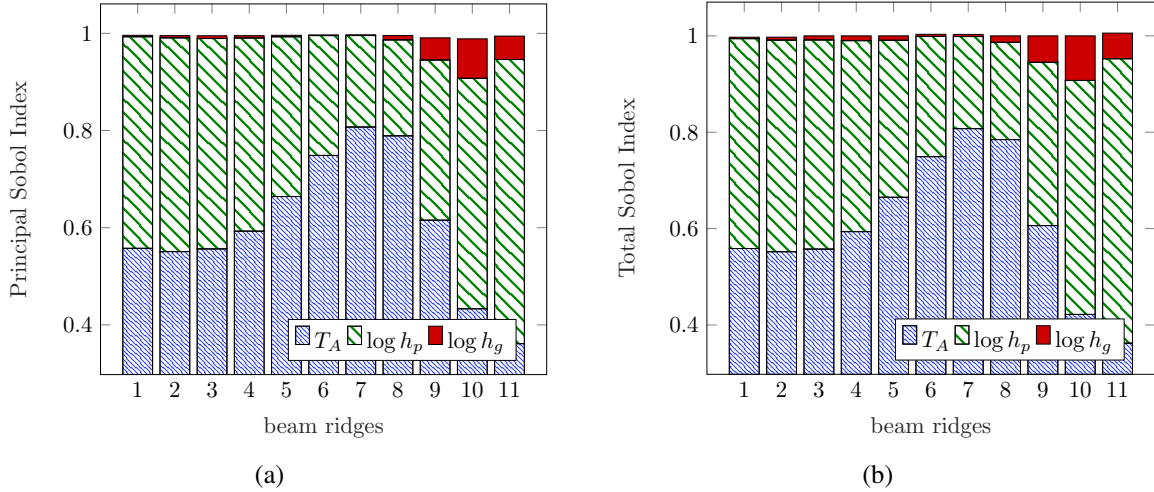 Principal Sobol Index
1
0.8
0.6
0.4
T_A log h_p log h_g
1 2 3 4 5 6 7 8 9 10 11
beam ridges
(a)
Total Sobol Index
1
0.8
0.6
0.4
T_A log h_p log h_g
1 2 3 4 5 6 7 8 9 10 11
beam ridges
(b)